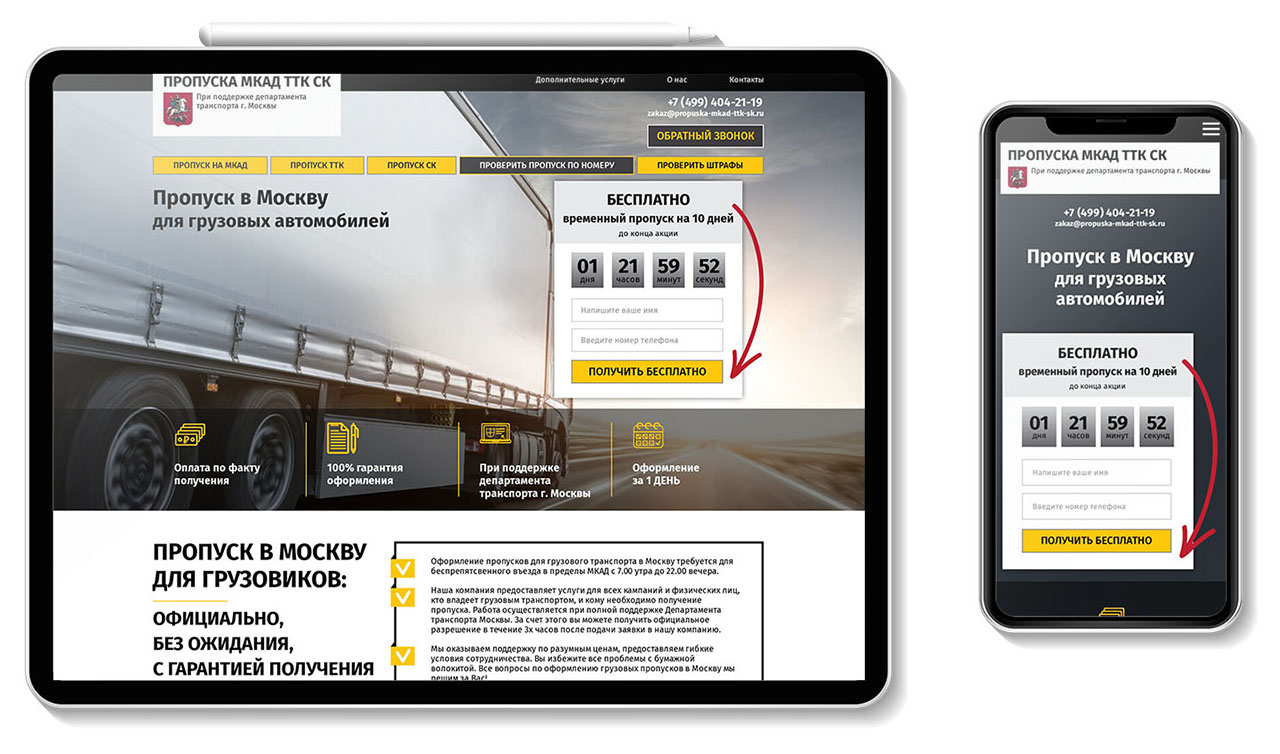 ПРОПУСКА МКАД ТТК СК
При поддержке департамента
транспорта г. Москвы
Дополнительные услуги
О нас
Контакты
+7 (499) 404-21-19
zakaz@propuska-mkad-ttk-sk.ru
ОБРАТНЫЙ ЗВОНОК
ПРОПУСК НА МКАД
ПРОПУСК ТТК
ПРОПУСК СК
ПРОВЕРИТЬ ПРОПУСК ПО НОМЕРУ
ПРОВЕРИТЬ ШТРАФЫ
Пропуск в Москву
для грузовых автомобилей
БЕСПЛАТНО
временный пропуск на 10 дней
до конца акции
01 21 59 52
дня часов минут секунд
Напишите ваше имя
Введите номер телефона
ПОЛУЧИТЬ БЕСПЛАТНО
Оплата по факту
получения
100% гарантия
оформления
При поддержке
департамента
транспорта г. Москвы
Оформление
за 1 ДЕНЬ
ПРОПУСК В МОСКВУ
ДЛЯ ГРУЗОВИКОВ:
ОФИЦИАЛЬНО,
БЕЗ ОЖИДАНИЯ,
С ГАРАНТИЕЙ ПОЛУЧЕНИЯ
Оформление пропусков для грузового транспорта в Москву требуется для
беспрепятсвенного въезда в пределы МКАД с 7.00 утра до 22.00 вечера.
Наша компания предоставляет услуги для всех кампаний и физических лиц,
кто владеет грузовым транспортом, и кому необходимо получение
пропуска. Работа осуществляется при полной поддержке Департамента
транспорта Москвы. За счет этого вы можете получить официальное
разрешение в течение 3х часов после подачи заявки в нашу компанию.
Мы оказываем поддержку по разумным ценам, предоставляем гибкие
условия сотрудничества. Вы избежите все проблемы с бумажной
волокитой. Все вопросы по оформлению грузовых пропусков в Москву мы
решим за Вас!
ПРОПУСКА МКАД ТТК СК
При поддержке департамента транспорта г. Москвы
+7 (499) 404-21-19
zakaz@propuska-mkad-ttk-sk.ru
Пропуск в Москву
для грузовых
автомобилей
БЕСПЛАТНО
временный пропуск на 10 дней
до конца акции
01 21 59 52
дня часов минут секунд
Напишите ваше имя
Введите номер телефона
ПОЛУЧИТЬ БЕСПЛАТНО